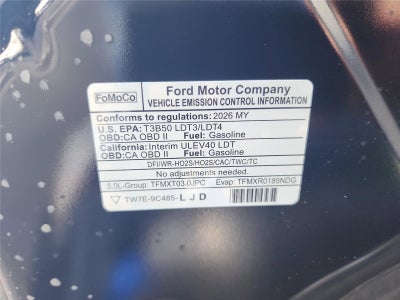 FoMoCo
Ford Motor Company
VEHICLE EMISSION CONTROL INFORMATION
Conforms to regulations: 2026 MY
U.S. EPA: T3B50 LDT3/LDT4
OBD:CA OBD II Fuel: Gasoline
California: Interim ULEV40 LDT
OBD:CA OBD II Fuel: Gasoline
DFI/WR-HO2S/HO2S/CAC/TWC/TC
No adjustments needed.
3.0L-Group: TFMXT03.0JPC Evap: TFMXR0185NDG
TW7E-9C485-LJD